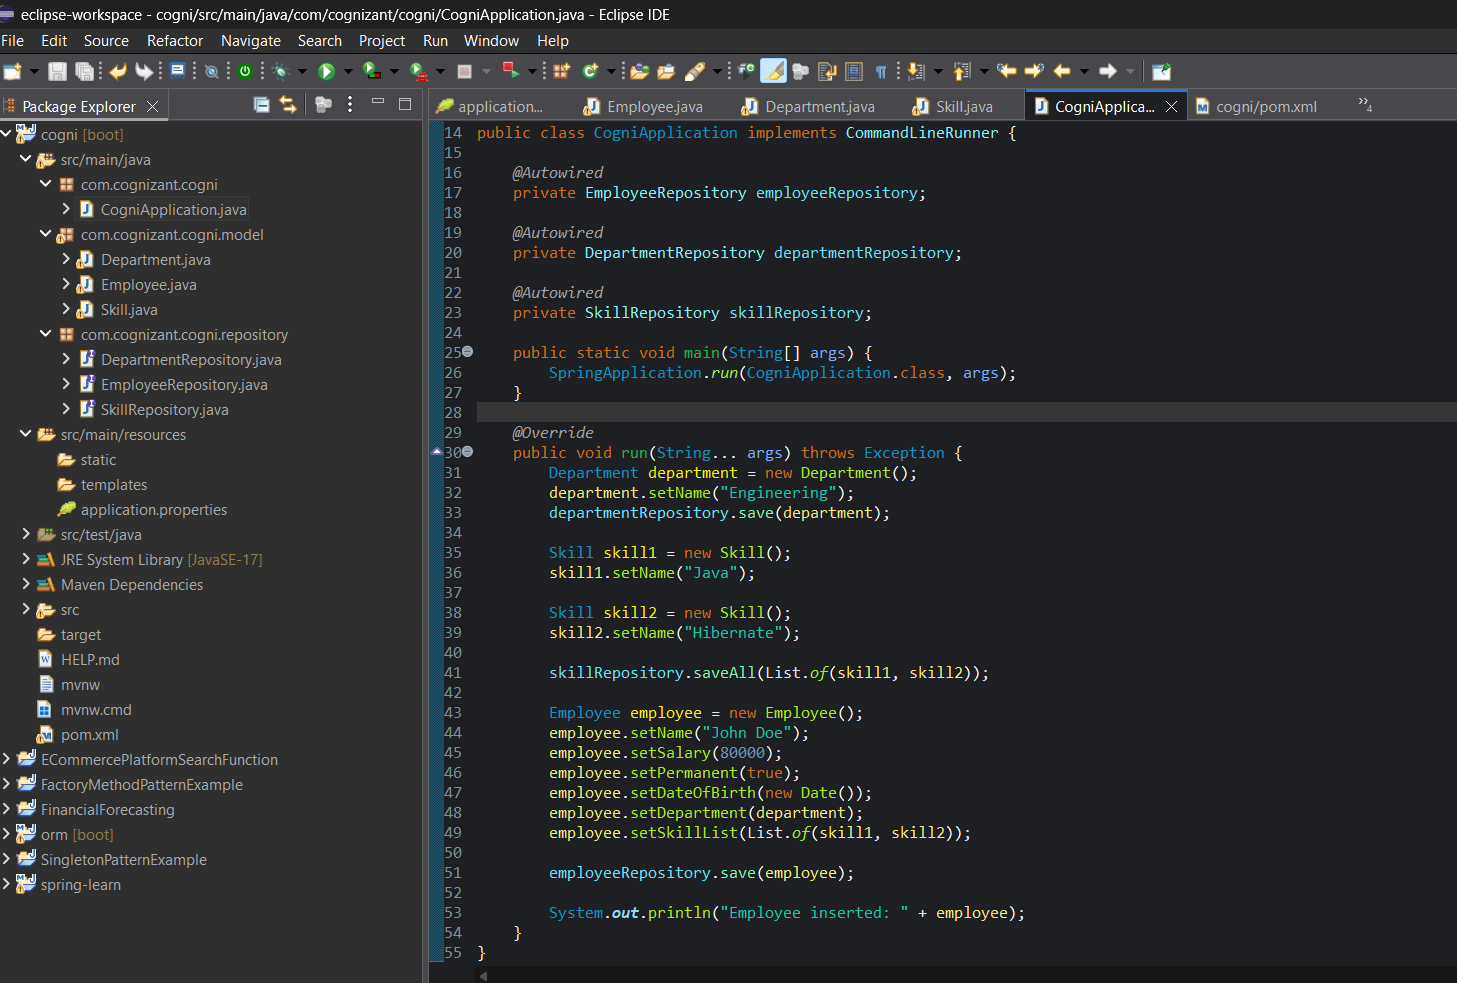 eclipse-workspace - cogni/src/main/java/com/cognizant/cogni/CogniApplication.java - Eclipse IDE
File Edit Source Refactor Navigate Search Project Run Window Help
Package Explorer
cogni [boot]
src/main/java
com.cognizant.cogni
CogniApplication.java
com.cognizant.cogni.model
Department.java
Employee.java
Skill.java
com.cognizant.cogni.repository
DepartmentRepository.java
EmployeeRepository.java
SkillRepository.java
src/main/resources
static
templates
application.properties
src/test/java
JRE System Library [JavaSE-17]
Maven Dependencies
src
target
HELP.md
mvnw
mvnw.cmd
pom.xml
ECommercePlatformSearchFunction
FactoryMethodPatternExample
FinancialForecasting
orm [boot]
SingletonPatternExample
spring-learn
application... Employee.java Department.java Skill.java CogniApplica... cogni/pom.xml »4
14 public class CogniApplication implements CommandLineRunner {
15
16 @Autowired
17 private EmployeeRepository employeeRepository;
18
19 @Autowired
20 private DepartmentRepository departmentRepository;
21
22 @Autowired
23 private SkillRepository skillRepository;
24
25 public static void main(String[] args) {
26 SpringApplication.run(CogniApplication.class, args);
27 }
28
29 @Override
30 public void run(String... args) throws Exception {
31 Department department = new Department();
32 department.setName("Engineering");
33 departmentRepository.save(department);
34
35 Skill skill1 = new Skill();
36 skill1.setName("Java");
37
38 Skill skill2 = new Skill();
39 skill2.setName("Hibernate");
40
41 skillRepository.saveAll(List.of(skill1, skill2));
42
43 Employee employee = new Employee();
44 employee.setName("John Doe");
45 employee.setSalary(80000);
46 employee.setPermanent(true);
47 employee.setDateOfBirth(new Date());
48 employee.setDepartment(department);
49 employee.setSkillList(List.of(skill1, skill2));
50
51 employeeRepository.save(employee);
52
53 System.out.println("Employee inserted: " + employee);
54 }
55 }